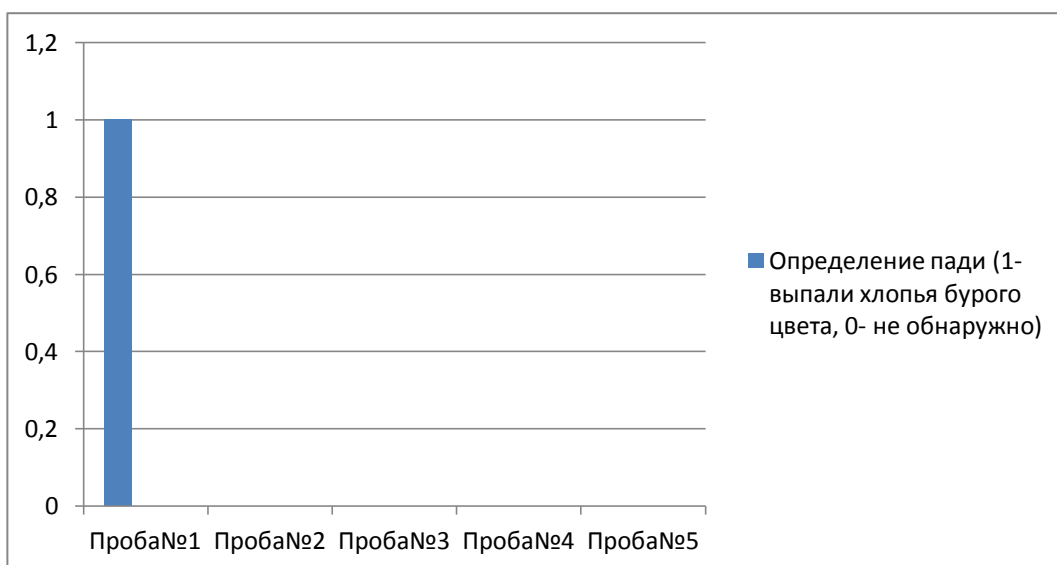 1,2
1
0,8
0,6
0,4
0,2
0
Проба№1 Проба№2 Проба№3 Проба№4 Проба№5
Определение пади (1-
выпали хлопья бурого
цвета, 0- не обнаружно)